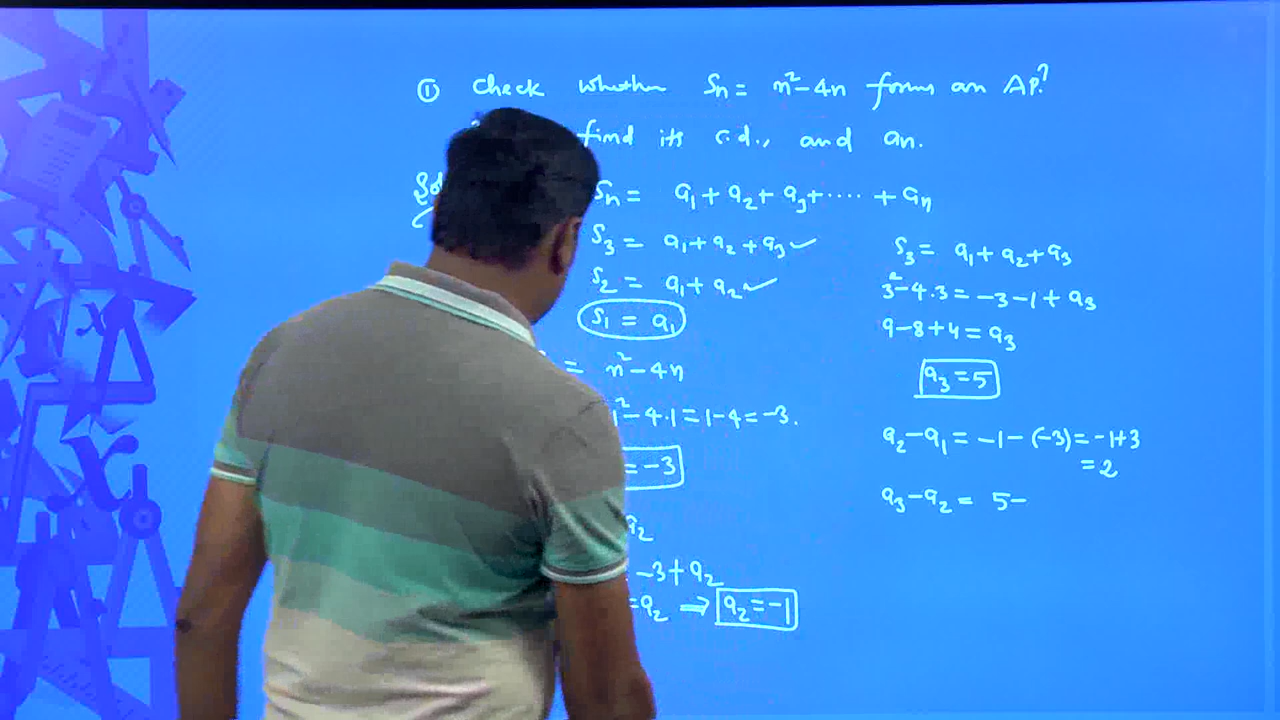 ① Check whether Sn = n²-4n forms an AP?
find its c.d., and an.
Sn = a1+a2+a3+.....+an
S3 = a1+a2+a3 ✓
S2 = a1+a2 ✓
S1 = a1
= n²-4n
1²-4.1=1-4=-3.
=-3
a2
-3+a2
=a2 → a2=-1
S3 = a1+a2+a3
3²-4.3=-3-1+a3
9-8+4=a3
a3=5
a2-a1=-1-(-3)=-1+3
=2
a3-a2= 5-